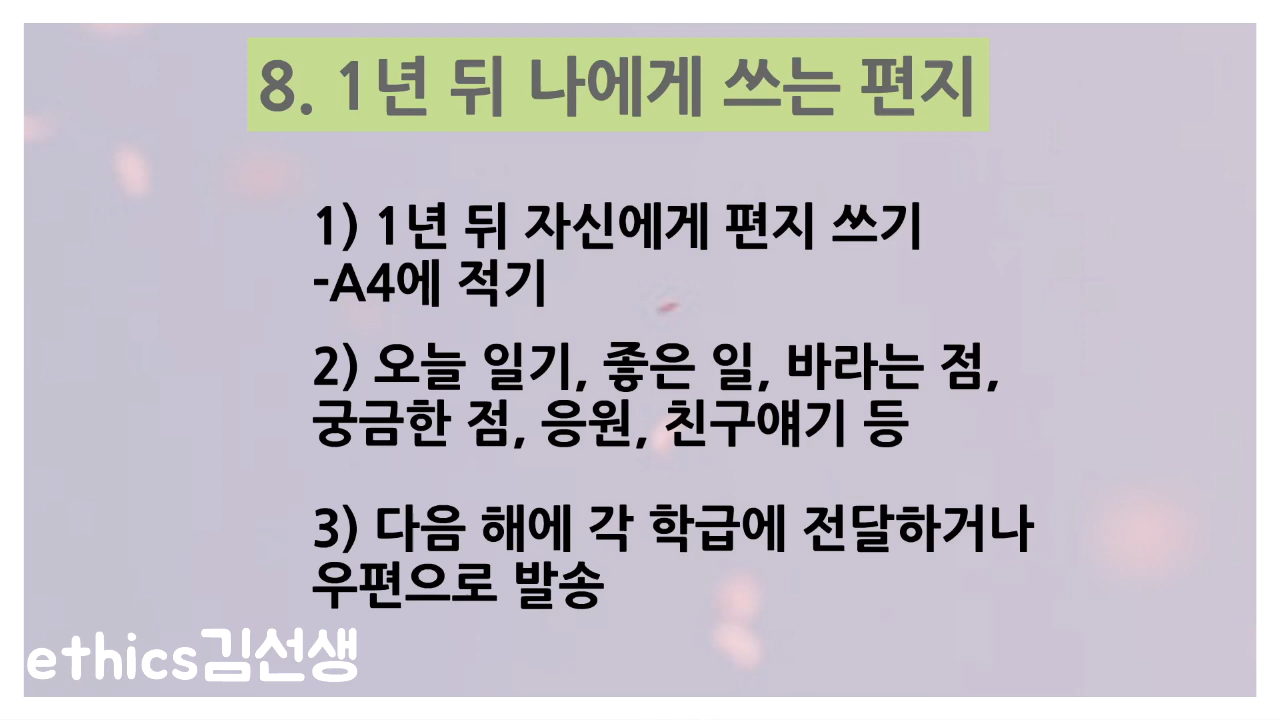 8. 1년 뒤 나에게 쓰는 편지
1) 1년 뒤 자신에게 편지 쓰기
-A4에 적기
2) 오늘 일기, 좋은 일, 바라는 점,
궁금한 점, 응원, 친구얘기 등
3) 다음 해에 각 학급에 전달하거나
우편으로 발송
ethics김선생